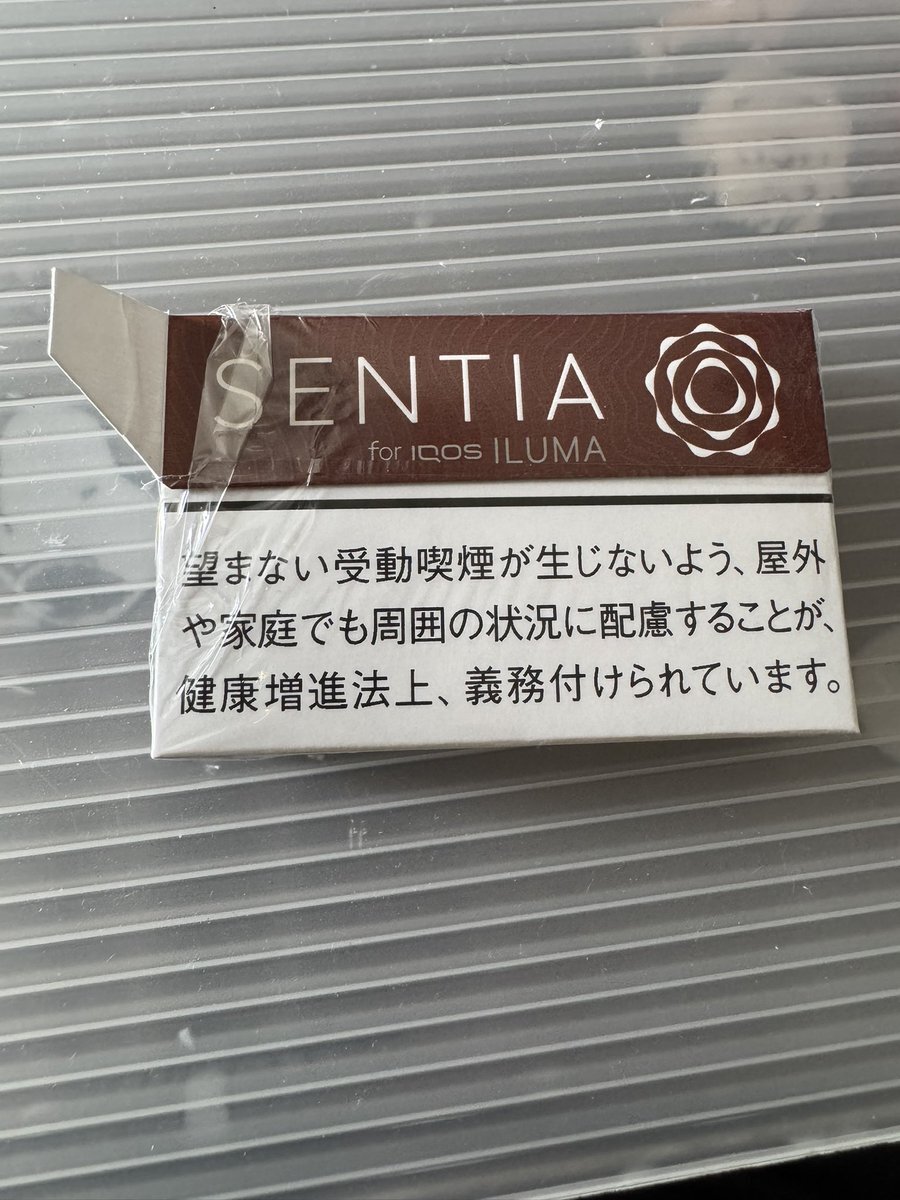 SENTIA
for IQOS ILUMA
望まない受動喫煙が生じないよう、屋外
や家庭でも周囲の状況に配慮することが、
健康増進法上、義務付けられています。